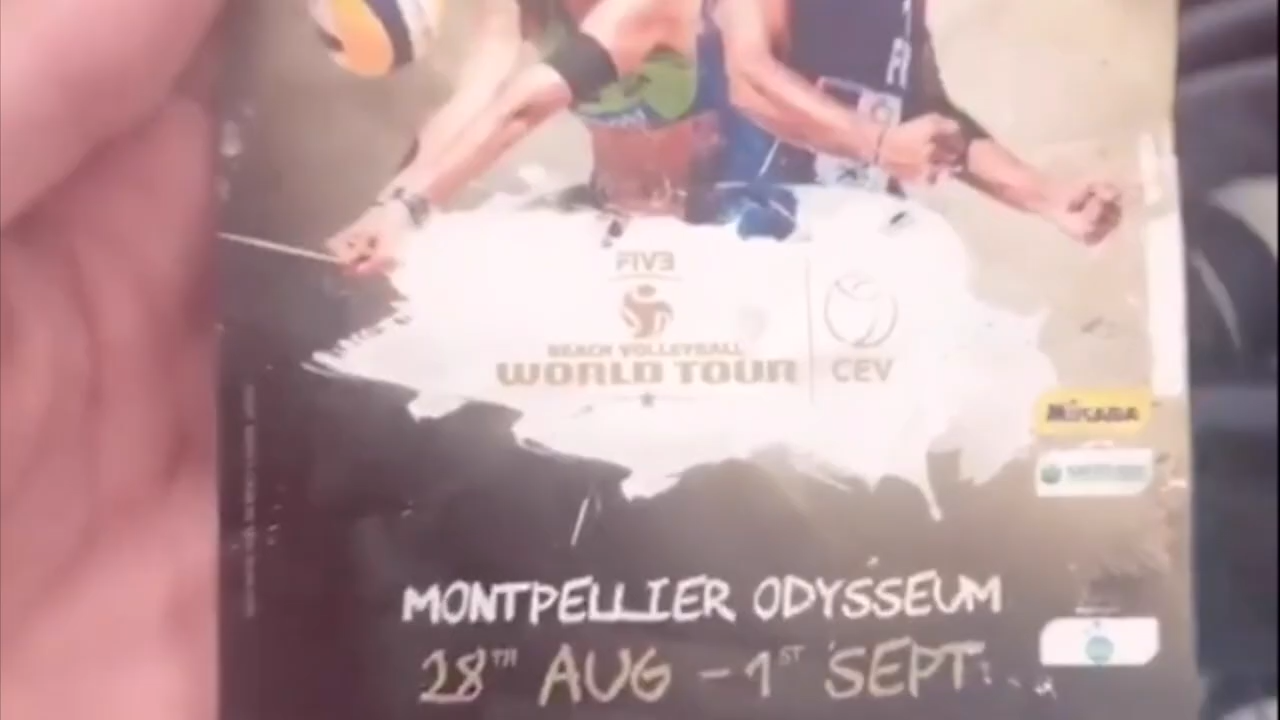 FIVB
BEACH VOLLEYBALL
WORLD TOUR
CEV
MIKASA
MONTPELLIER ODYSSEUM
28TH AUG - 1ST SEPT.